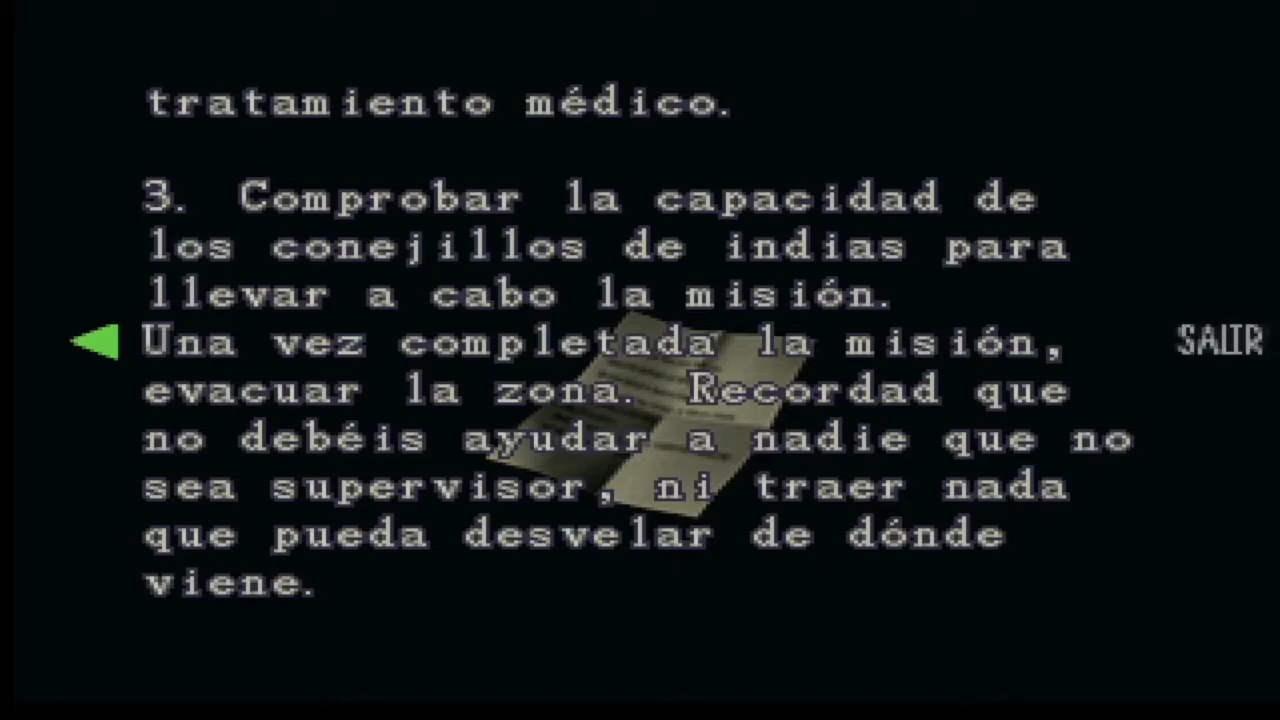 tratamiento médico.
3. Comprobar la capacidad de
los conejillos de indias para
llevar a cabo la misión.
Una vez completada la misión,
SALIR
evacuar la zona. Recordad que
no debéis ayudar a nadie que no
sea supervisor, ni traer nada
que pueda desvelar de dónde
viene.